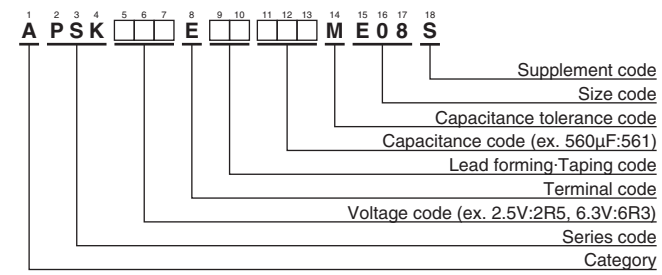 1 2 3 4 5 6 7 8 9 10 11 12 13 14 15 16 17 18
A P S K E M E 0 8 S
Supplement code
Size code
Capacitance tolerance code
Capacitance code (ex. 560µF:561)
Lead forming·Taping code
Terminal code
Voltage code (ex. 2.5V:2R5, 6.3V:6R3)
Series code
Category